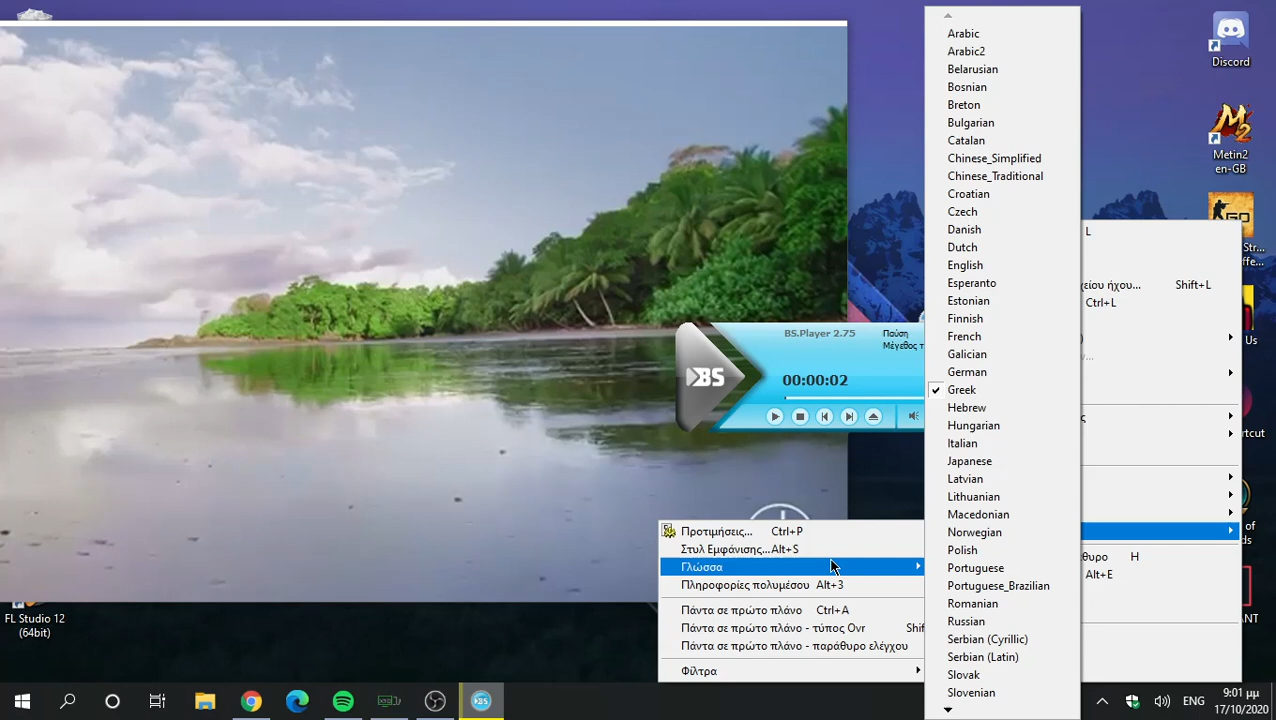 Arabic
Arabic2
Belarusian
Bosnian
Breton
Bulgarian
Catalan
Chinese_Simplified
Chinese_Traditional
Croatian
Czech
Danish
Dutch
English
Esperanto
Estonian
Finnish
French
Galician
German
Greek
Hebrew
Hungarian
Italian
Japanese
Latvian
Lithuanian
Macedonian
Norwegian
Polish
Portuguese
Portuguese_Brazilian
Romanian
Russian
Serbian (Cyrillic)
Serbian (Latin)
Slovak
Slovenian
Discord
Metin2
en-GB
L
Shift+L
Ctrl+L
H
Alt+E
BS.Player 2.75
Παύση
Μέγεθος
BS
00:00:02
Προτιμήσεις... Ctrl+P
Στυλ Εμφάνισης... Alt+S
Γλώσσα
Πληροφορίες πολυμέσου Alt+3
Πάντα σε πρώτο πλάνο Ctrl+A
Πάντα σε πρώτο πλάνο - τύπος Ovr
Πάντα σε πρώτο πλάνο - παράθυρο ελέγχου
Φίλτρα
FL Studio 12
(64bit)
ENG
9:01 μμ
17/10/2020